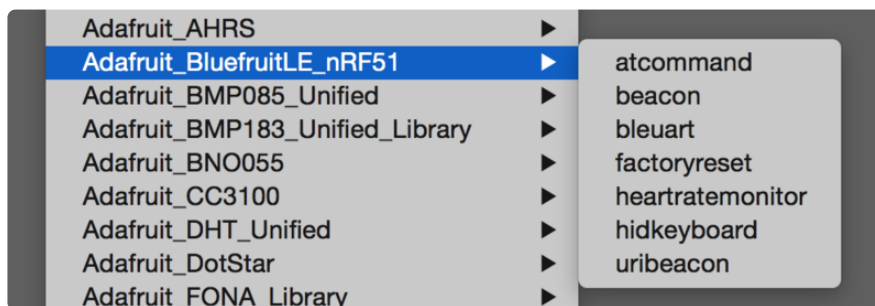 Adafruit_AHRS
Adafruit_BluefruitLE_nRF51
Adafruit_BMP085_Unified
Adafruit_BMP183_Unified_Library
Adafruit_BNO055
Adafruit_CC3100
Adafruit_DHT_Unified
Adafruit_DotStar
Adafruit_FONA_Library
atcommand
beacon
bleuart
factoryreset
heartratemonitor
hidkeyboard
uribeacon